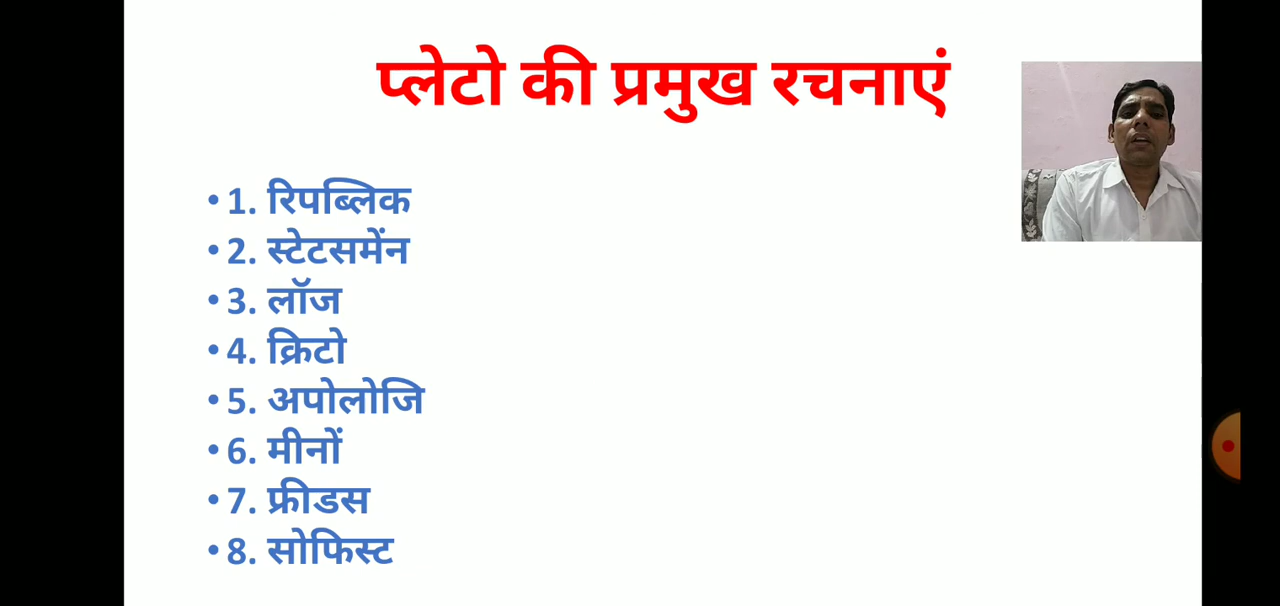 प्लेटो की प्रमुख रचनाएं
• 1. रिपब्लिक
• 2. स्टेटसमेंन
• 3. लॉज
• 4. क्रिटो
• 5. अपोलोजि
• 6. मीनों
• 7. फ्रीडस
• 8. सोफिस्ट